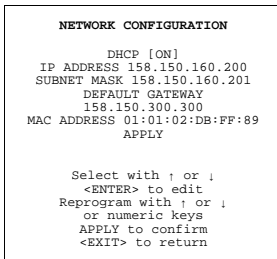 NETWORK CONFIGURATION
DHCP [ON]
IP ADDRESS 158.150.160.200
SUBNET MASK 158.150.160.201
DEFAULT GATEWAY
158.150.300.300
MAC ADDRESS 01:01:02:DB:FF:89
APPLY
Select with ↑ or ↓
<ENTER> to edit
Reprogram with ↑ or ↓
or numeric keys
APPLY to confirm
<EXIT> to return